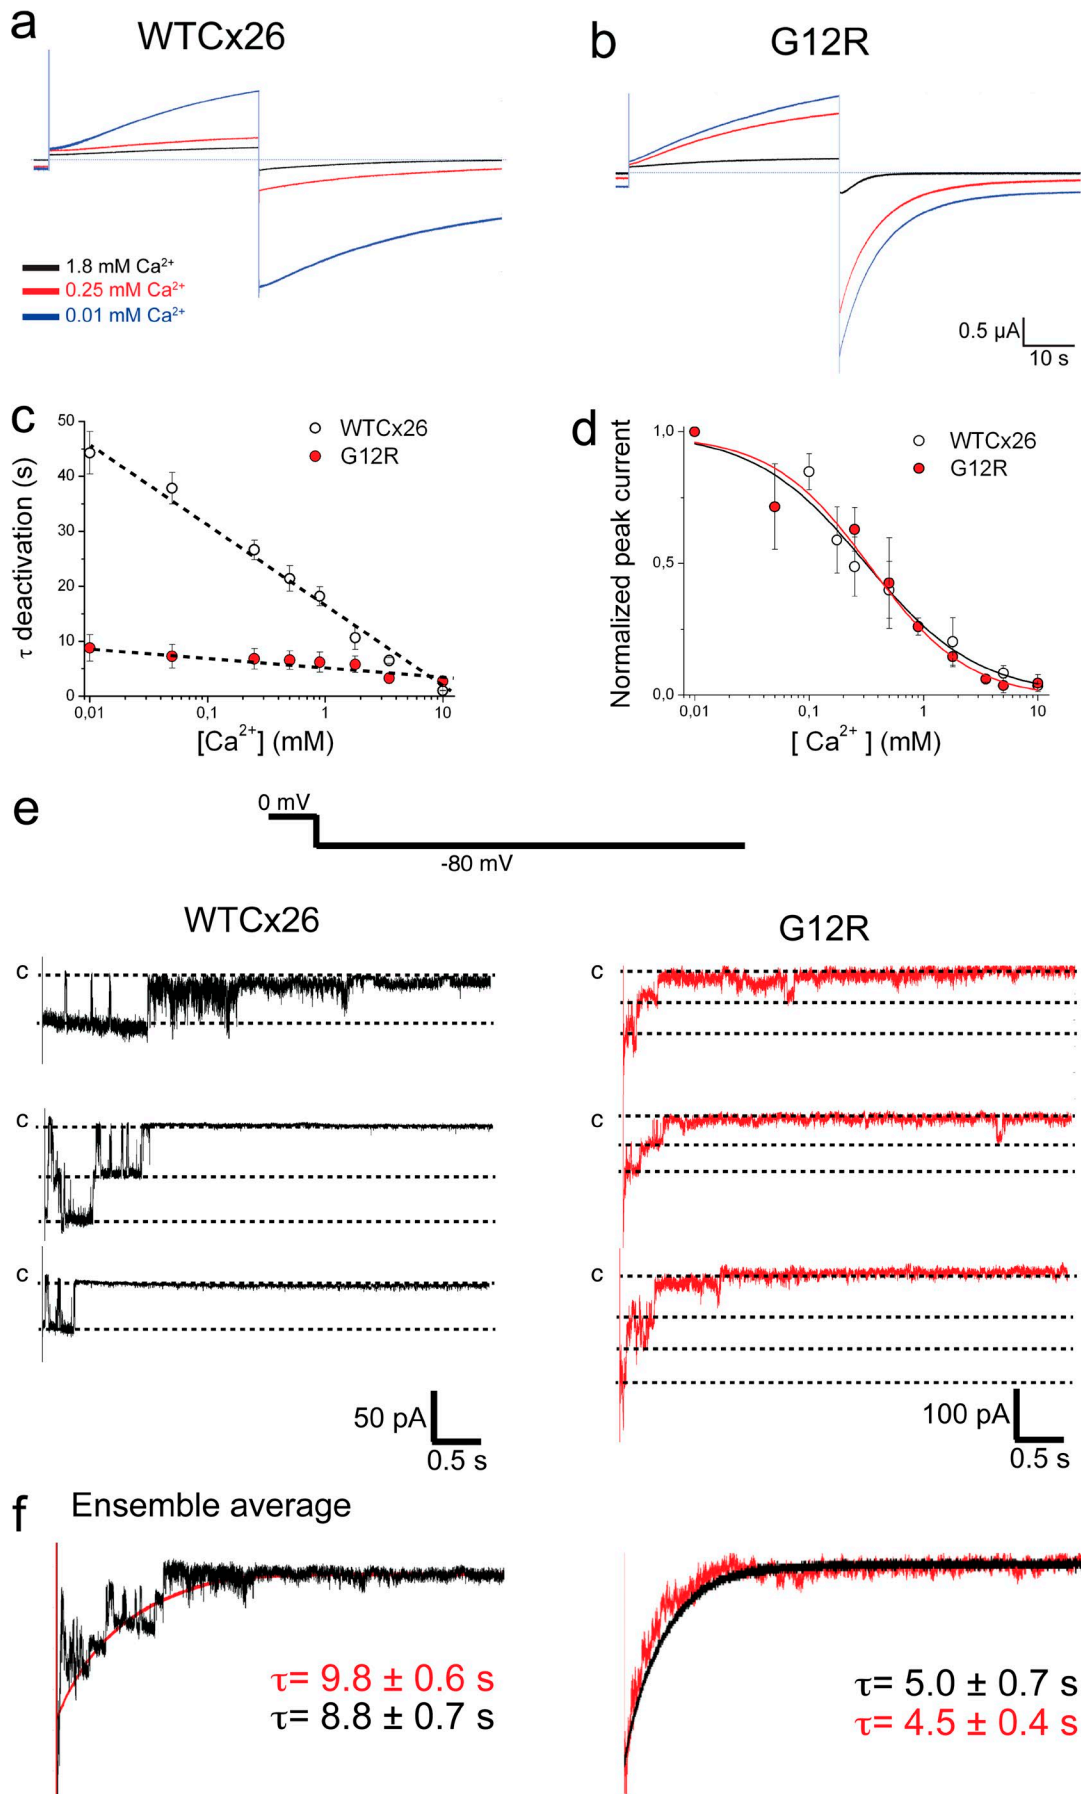 a
WTCx26
b
G12R
1.8 mM Ca²⁺
0.25 mM Ca²⁺
0.01 mM Ca²⁺
0.5 µA
10 s
c
τ deactivation (s)
50
40
30
20
10
0
WTCx26
G12R
0,01
0,1
1
10
[Ca²⁺] (mM)
d
Normalized peak current
1,0
0,5
0,0
WTCx26
G12R
0,01
0,1
1
10
[ Ca²⁺ ] (mM)
e
0 mV
-80 mV
WTCx26
G12R
c
c
c
c
c
c
50 pA
0.5 s
100 pA
0.5 s
f
Ensemble average
τ= 9.8 ± 0.6 s
τ= 8.8 ± 0.7 s
τ= 5.0 ± 0.7 s
τ= 4.5 ± 0.4 s